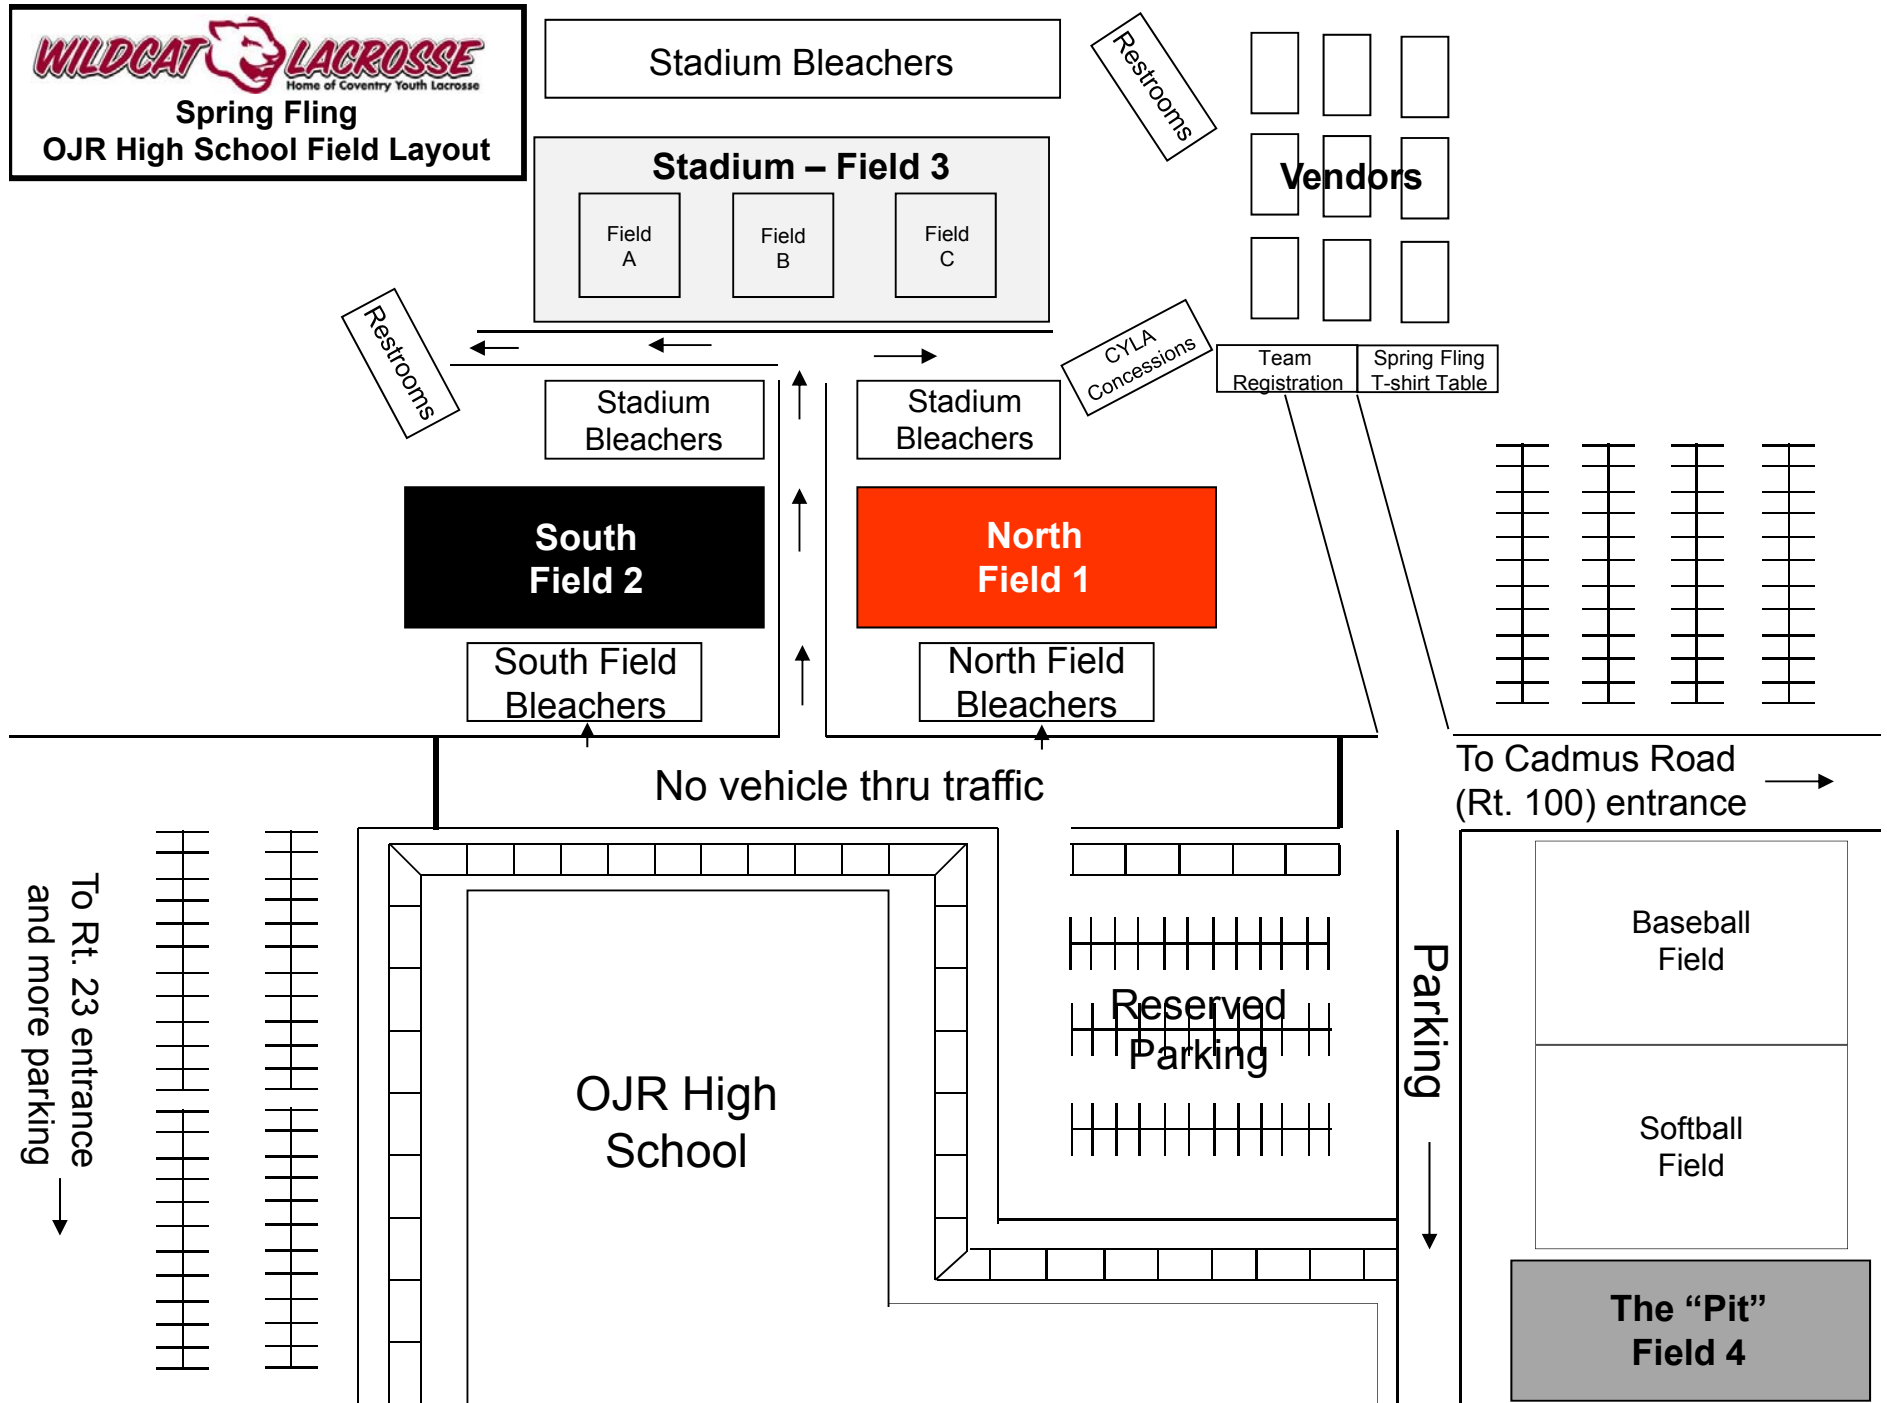 WILDCAT LACROSSE
Home of Coventry Youth Lacrosse
Spring Fling
OJR High School Field Layout
Stadium Bleachers
Restrooms
Vendors
Stadium – Field 3
Field
A
Field
B
Field
C
Restrooms
CYLA
Concessions
Team
Registration
Spring Fling
T-shirt Table
Stadium
Bleachers
Stadium
Bleachers
South
Field 2
North
Field 1
South Field
Bleachers
North Field
Bleachers
No vehicle thru traffic
To Cadmus Road
(Rt. 100) entrance
To Rt. 23 entrance
and more parking
OJR High
School
Reserved
Parking
Parking
Baseball
Field
Softball
Field
The “Pit”
Field 4